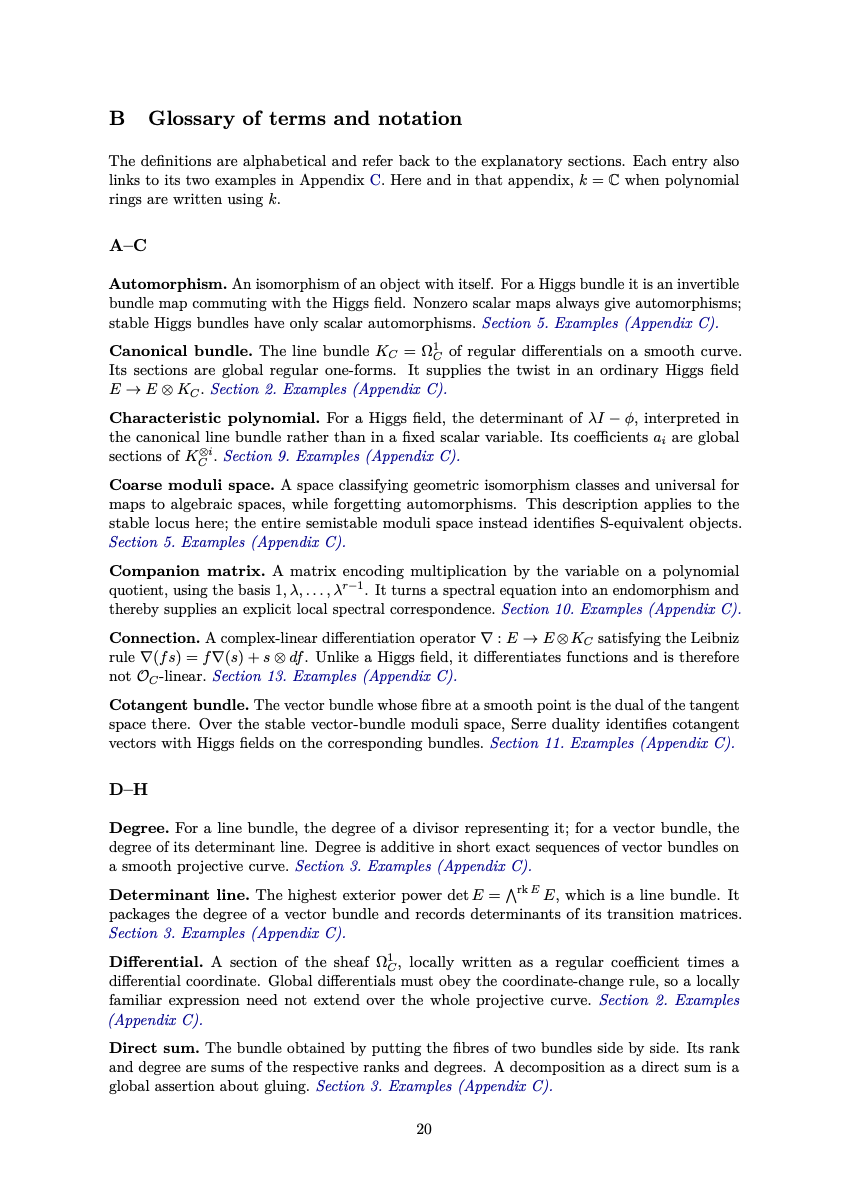 B Glossary of terms and notation
The definitions are alphabetical and refer back to the explanatory sections. Each entry also
links to its two examples in Appendix C. Here and in that appendix, k = ℂ when polynomial
rings are written using k.
A–C
Automorphism. An isomorphism of an object with itself. For a Higgs bundle it is an invertible
bundle map commuting with the Higgs field. Nonzero scalar maps always give automorphisms;
stable Higgs bundles have only scalar automorphisms. Section 5. Examples (Appendix C).
Canonical bundle. The line bundle K_C = Ω^1_C of regular differentials on a smooth curve.
Its sections are global regular one-forms. It supplies the twist in an ordinary Higgs field
E → E ⊗ K_C. Section 2. Examples (Appendix C).
Characteristic polynomial. For a Higgs field, the determinant of λI − ϕ, interpreted in
the canonical line bundle rather than in a fixed scalar variable. Its coefficients a_i are global
sections of K_C^{⊗i}. Section 9. Examples (Appendix C).
Coarse moduli space. A space classifying geometric isomorphism classes and universal for
maps to algebraic spaces, while forgetting automorphisms. This description applies to the
stable locus here; the entire semistable moduli space instead identifies S-equivalent objects.
Section 5. Examples (Appendix C).
Companion matrix. A matrix encoding multiplication by the variable on a polynomial
quotient, using the basis 1, λ, . . . , λ^{r−1}. It turns a spectral equation into an endomorphism and
thereby supplies an explicit local spectral correspondence. Section 10. Examples (Appendix C).
Connection. A complex-linear differentiation operator ∇ : E → E ⊗ K_C satisfying the Leibniz
rule ∇(fs) = f∇(s) + s ⊗ df. Unlike a Higgs field, it differentiates functions and is therefore
not 𝒪_C-linear. Section 13. Examples (Appendix C).
Cotangent bundle. The vector bundle whose fibre at a smooth point is the dual of the tangent
space there. Over the stable vector-bundle moduli space, Serre duality identifies cotangent
vectors with Higgs fields on the corresponding bundles. Section 11. Examples (Appendix C).
D–H
Degree. For a line bundle, the degree of a divisor representing it; for a vector bundle, the
degree of its determinant line. Degree is additive in short exact sequences of vector bundles on
a smooth projective curve. Section 3. Examples (Appendix C).
Determinant line. The highest exterior power det E = ⋀^{rk E} E, which is a line bundle. It
packages the degree of a vector bundle and records determinants of its transition matrices.
Section 3. Examples (Appendix C).
Differential. A section of the sheaf Ω^1_C, locally written as a regular coefficient times a
differential coordinate. Global differentials must obey the coordinate-change rule, so a locally
familiar expression need not extend over the whole projective curve. Section 2. Examples
(Appendix C).
Direct sum. The bundle obtained by putting the fibres of two bundles side by side. Its rank
and degree are sums of the respective ranks and degrees. A decomposition as a direct sum is a
global assertion about gluing. Section 3. Examples (Appendix C).
20